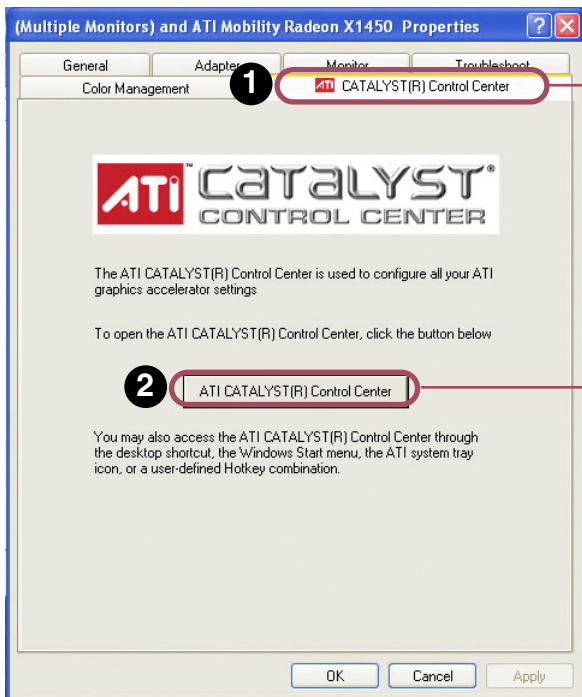 (Multiple Monitors) and ATI Mobility Radeon X1450 Properties
General Adapter Monitor Troubleshoot
Color Management 1 ATI CATALYST(R) Control Center
ATI™ CATALYST®
CONTROL CENTER
The ATI CATALYST(R) Control Center is used to configure all your ATI
graphics accelerator settings
To open the ATI CATALYST(R) Control Center, click the button below
2 ATI CATALYST(R) Control Center
You may also access the ATI CATALYST(R) Control Center through
the desktop shortcut, the Windows Start menu, the ATI system tray
icon, or a user-defined Hotkey combination.
OK Cancel Apply